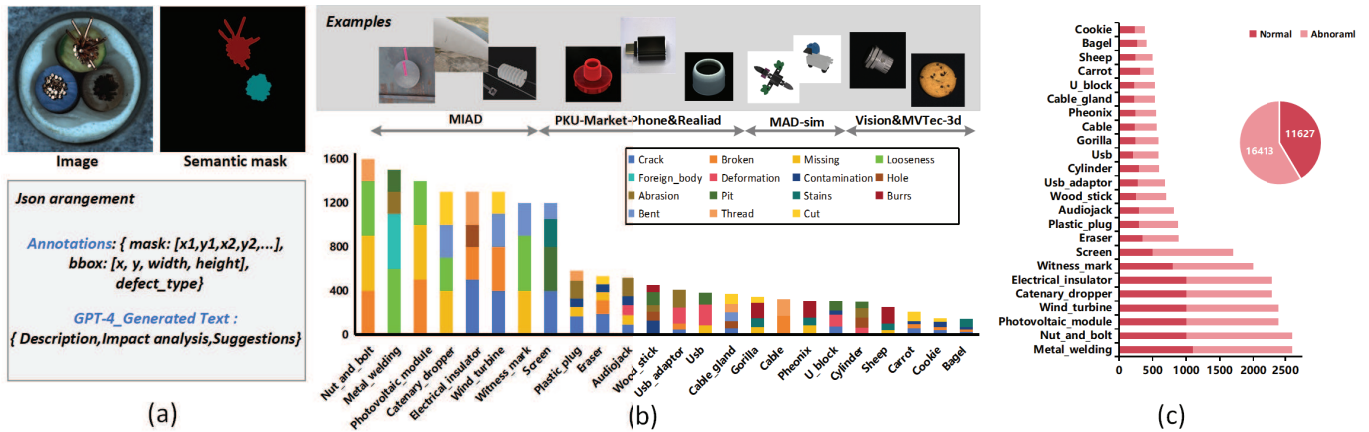 Image
Semantic mask
Json arangement
Annotations: { mask: [x1,y1,x2,y2,...],
bbox: [x, y, width, height],
defect_type}
GPT-4_Generated Text :
{ Description,Impact analysis,Suggestions}
(a)
Examples
MIAD
PKU-Market-Phone&Realiad
MAD-sim
Vision&MVTec-3d
Crack
Broken
Missing
Looseness
Foreign_body
Deformation
Contamination
Hole
Abrasion
Pit
Stains
Burrs
Bent
Thread
Cut
1600
1200
800
400
0
Nut_and_bolt
Metal_welding
Photovoltaic_module
Catenary_dropper
Electrical_insulator
Wind_turbine
Witness_mark
Screen
Plastic_plug
Eraser
Audiojack
Wood_stick
Usb_adaptor
Usb
Cable_gland
Gorilla
Cable
Pheonix
U_block
Cylinder
Sheep
Carrot
Cookie
Bagel
(b)
Normal
Abnoraml
Cookie
Bagel
Sheep
Carrot
U_block
Cable_gland
Pheonix
Cable
Gorilla
Usb
Cylinder
Usb_adaptor
Wood_stick
Audiojack
Plastic_plug
Eraser
Screen
Witness_mark
Electrical_insulator
Catenary_dropper
Wind_turbine
Photovoltaic_module
Nut_and_bolt
Metal_welding
16413
11627
0 500 1000 1500 2000 2500
(c)